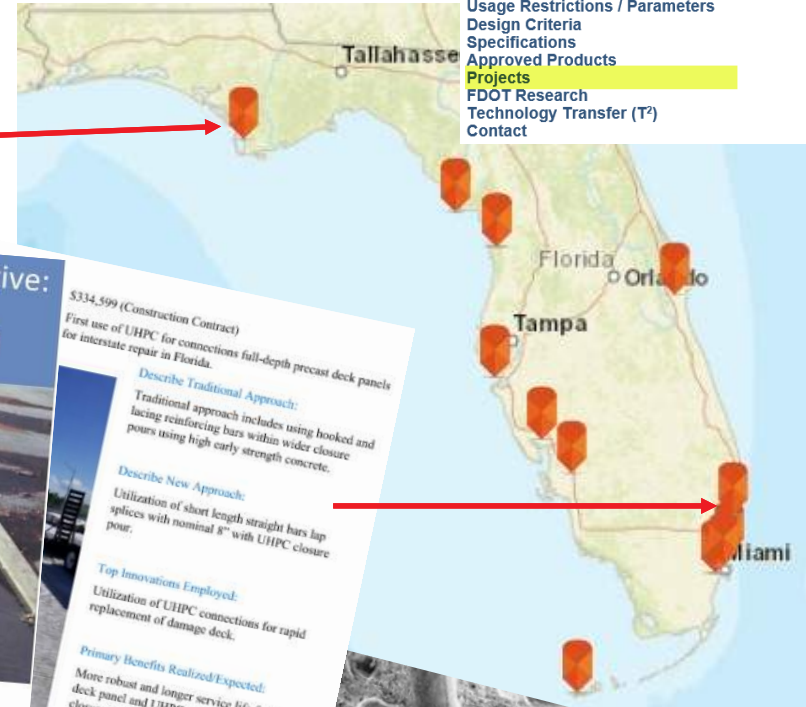 Usage Restrictions / Parameters
Design Criteria
Specifications
Approved Products
Projects
FDOT Research
Technology Transfer (T²)
Contact
Tallahasse
Florida
Orla do
Tampa
Miami
ive:
$334,599 (Construction Contract)
First use of UHPC for connections full-depth precast deck panels
for interstate repair in Florida.
Describe Traditional Approach:
Traditional approach includes using hooked and
lacing reinforcing bars within wider closure
pours using high early strength concrete.
Describe New Approach:
Utilization of short length straight bars lap
splices with nominal 8" with UHPC closure
pour.
Top Innovations Employed:
Utilization of UHPC connections for rapid
replacement of damage deck.
Primary Benefits Realized/Expected:
More robust and longer service
deck panel and